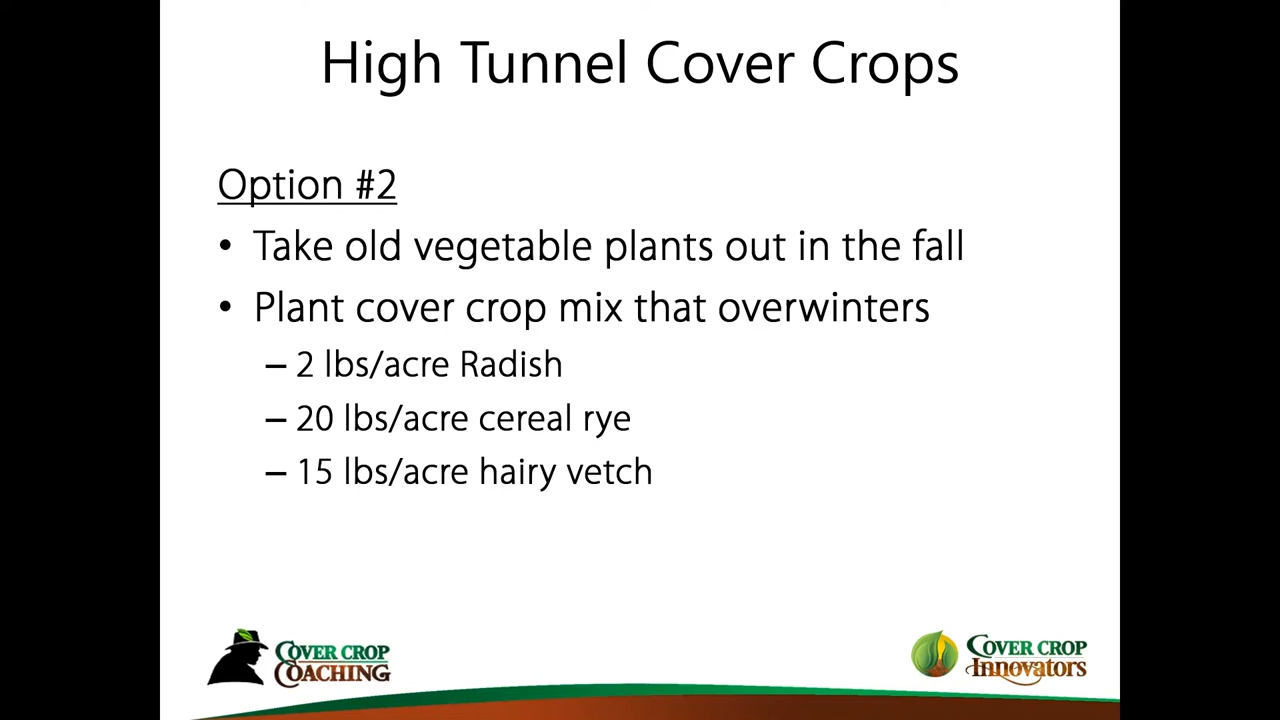 High Tunnel Cover Crops
Option #2
• Take old vegetable plants out in the fall
• Plant cover crop mix that overwinters
– 2 lbs/acre Radish
– 20 lbs/acre cereal rye
– 15 lbs/acre hairy vetch
COVER CROP
COACHING
COVER CROP
Innovators